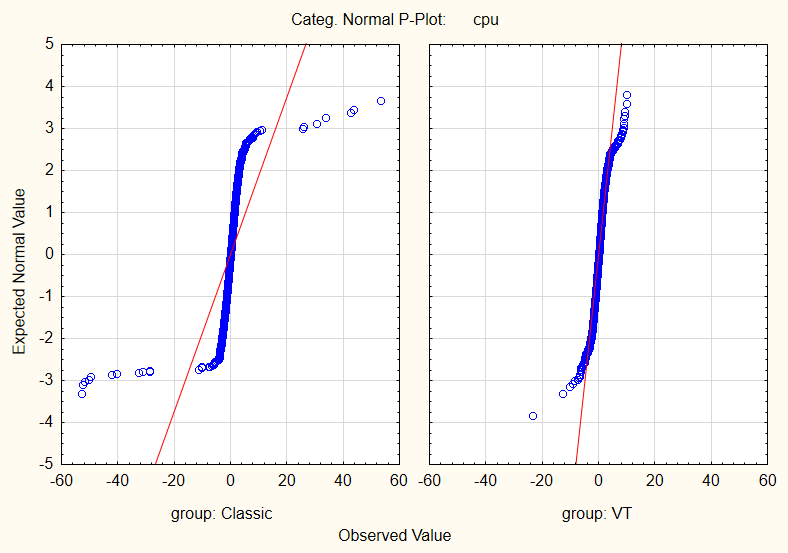 Categ. Normal P-Plot: cpu
Expected Normal Value
5
4
3
2
1
0
-1
-2
-3
-4
-5
-60 -40 -20 0 20 40 60 -60 -40 -20 0 20 40 60
group: Classic group: VT
Observed Value